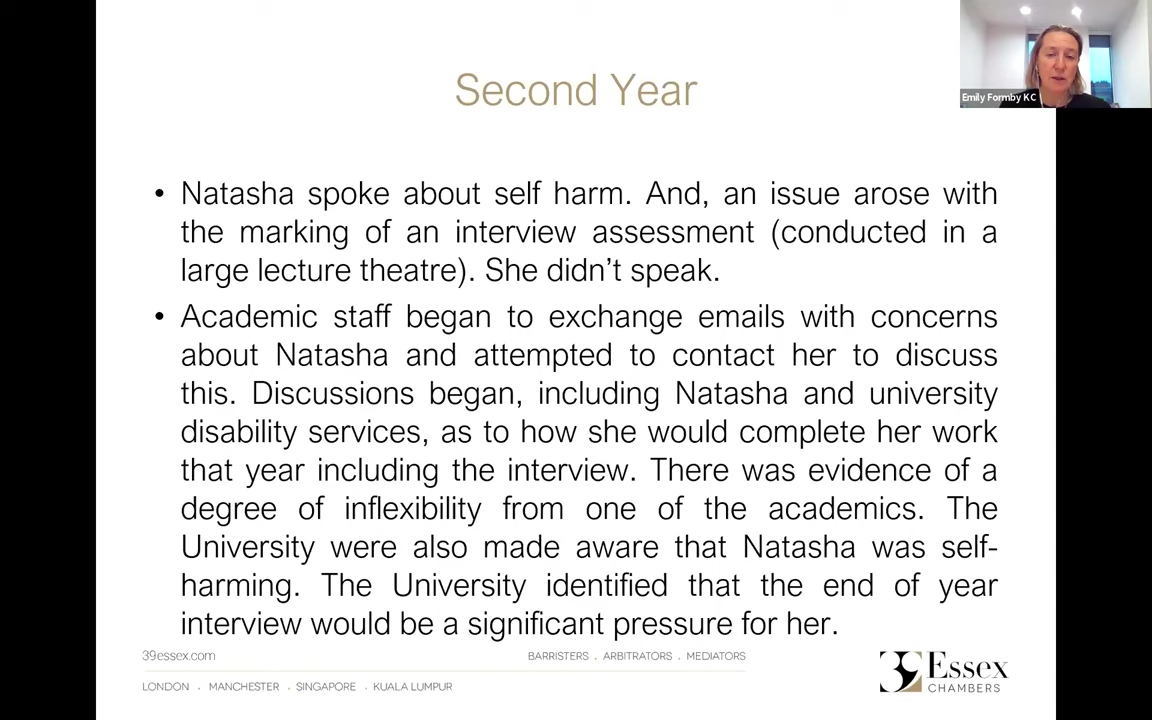 Emily Formby KC
Second Year
• Natasha spoke about self harm. And, an issue arose with
the marking of an interview assessment (conducted in a
large lecture theatre). She didn't speak.
• Academic staff began to exchange emails with concerns
about Natasha and attempted to contact her to discuss
this. Discussions began, including Natasha and university
disability services, as to how she would complete her work
that year including the interview. There was evidence of a
degree of inflexibility from one of the academics. The
University were also made aware that Natasha was self-
harming. The University identified that the end of year
interview would be a significant pressure for her.
39essex.com
BARRISTERS . ARBITRATORS . MEDIATORS
LONDON . MANCHESTER . SINGAPORE . KUALA LUMPUR
39 Essex
CHAMBERS